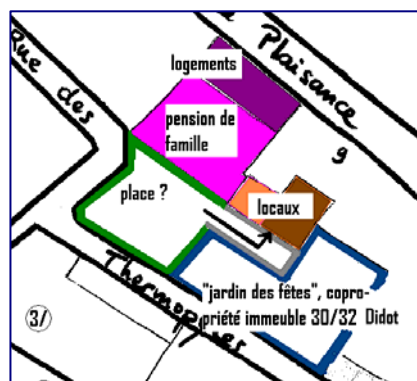 Rue des
Plaisance
logements
pension de
famille
9
place ?
locaux
Thermopyles
"jardin des fêtes", copro-
priété immeuble 30/32 Didot
31